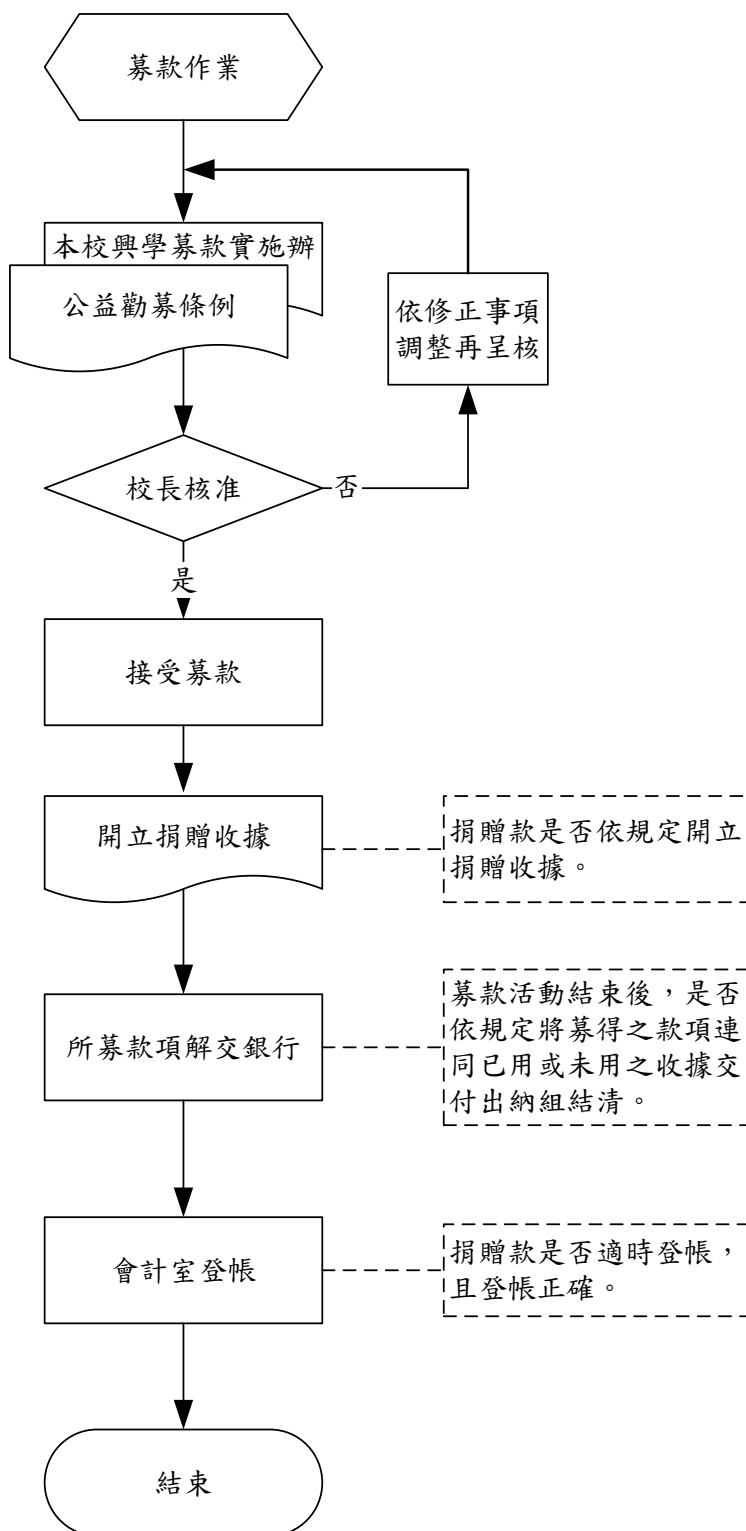 募款作業
本校興學募款實施辦
公益勸募條例
依修正事項
調整再呈核
校長核准
否
是
接受募款
開立捐贈收據
捐贈款是否依規定開立
捐贈收據。
所募款項解交銀行
募款活動結束後，是否
依規定將募得之款項連
同已用或未用之收據交
付出納組結清。
會計室登帳
捐贈款是否適時登帳，
且登帳正確。
結束